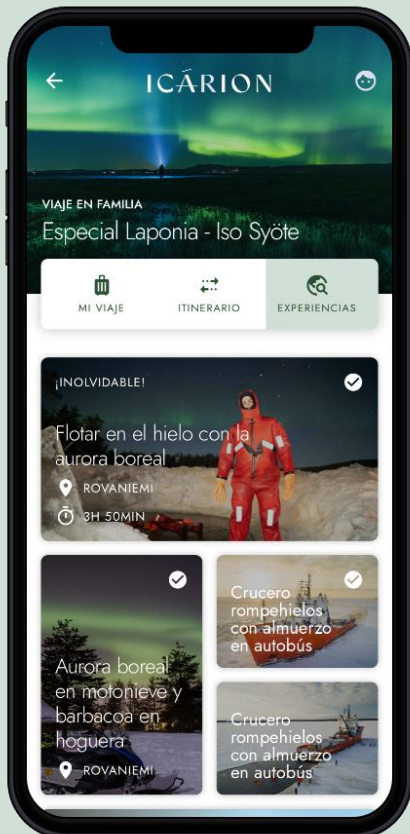 ICÁRION
VIAJE EN FAMILIA
Especial Laponia - Iso Syöte
MI VIAJE
ITINERARIO
EXPERIENCIAS
¡INOLVIDABLE!
Flotar en el hielo con la
aurora boreal
ROVANIEMI
3H 50MIN
Aurora boreal
en motonieve y
barbacoa en
hoguera
ROVANIEMI
Crucero
rompehielos
con almuerzo
en autobús
Crucero
rompehielos
con almuerzo
en autobús